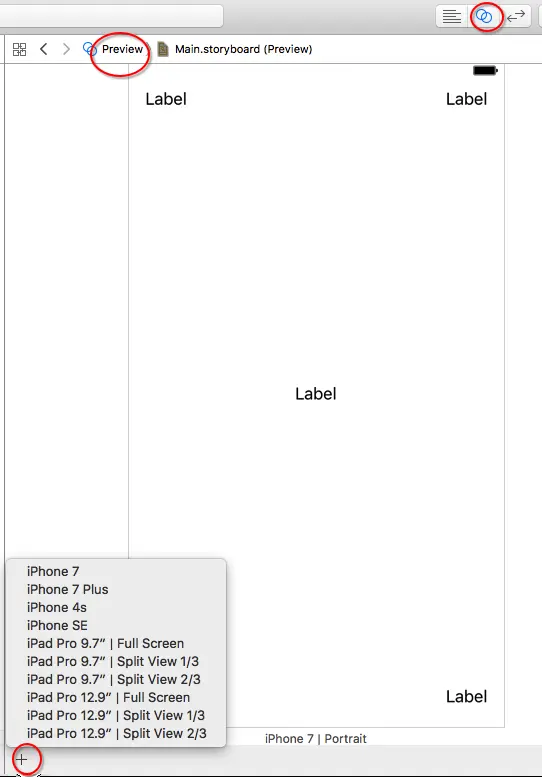 Preview Main.storyboard (Preview)
Label Label
Label
iPhone 7
iPhone 7 Plus
iPhone 4s
iPhone SE
iPad Pro 9.7” | Full Screen
iPad Pro 9.7” | Split View 1/3
iPad Pro 9.7” | Split View 2/3
iPad Pro 12.9” | Full Screen
iPad Pro 12.9” | Split View 1/3
iPad Pro 12.9” | Split View 2/3
Label
iPhone 7 | Portrait